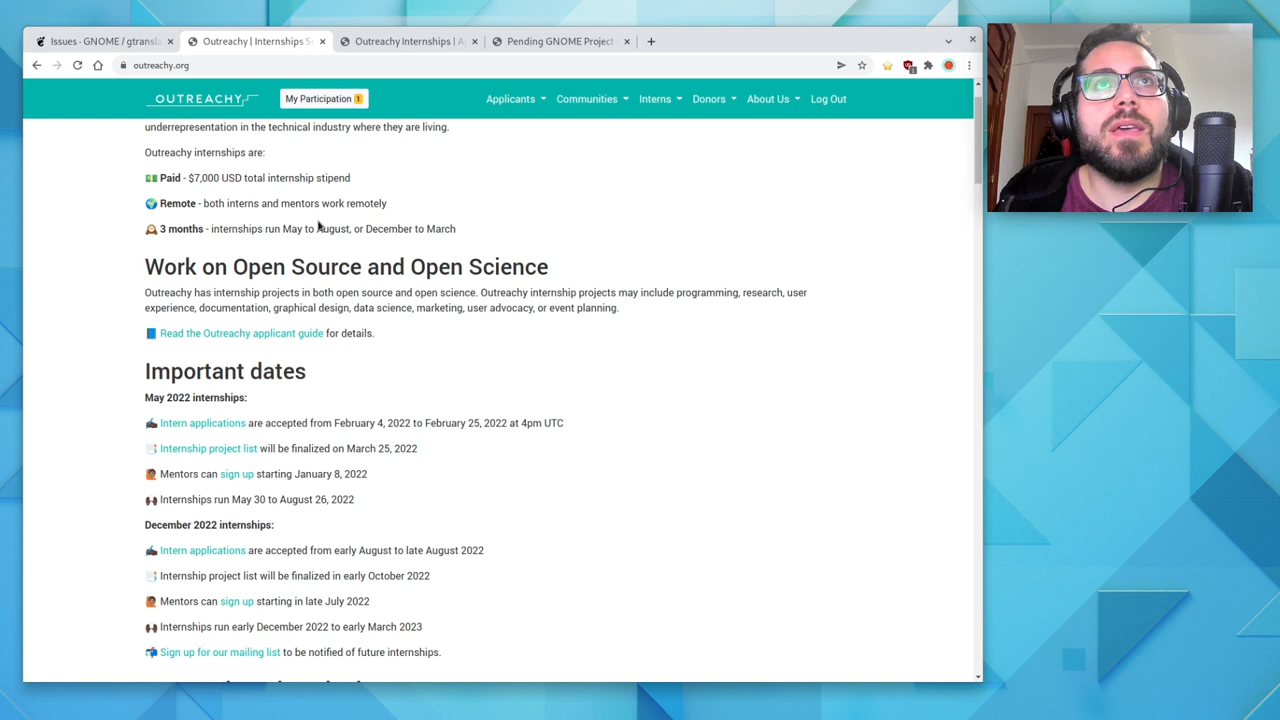 Issues · GNOME / gtransla
Outreachy | Internships S
Outreachy Internships | A
Pending GNOME Project
outreachy.org
1
OUTREACHY
My Participation 1
Applicants
Communities
Interns
Donors
About Us
Log Out
underrepresentation in the technical industry where they are living.
Outreachy internships are:
Paid - $7,000 USD total internship stipend
Remote - both interns and mentors work remotely
3 months - internships run May to August, or December to March
Work on Open Source and Open Science
Outreachy has internship projects in both open source and open science. Outreachy internship projects may include programming, research, user
experience, documentation, graphical design, data science, marketing, user advocacy, or event planning.
Read the Outreachy applicant guide for details.
Important dates
May 2022 internships:
Intern applications are accepted from February 4, 2022 to February 25, 2022 at 4pm UTC
Internship project list will be finalized on March 25, 2022
Mentors can sign up starting January 8, 2022
Internships run May 30 to August 26, 2022
December 2022 internships:
Intern applications are accepted from early August to late August 2022
Internship project list will be finalized in early October 2022
Mentors can sign up starting in late July 2022
Internships run early December 2022 to early March 2023
Sign up for our mailing list to be notified of future internships.